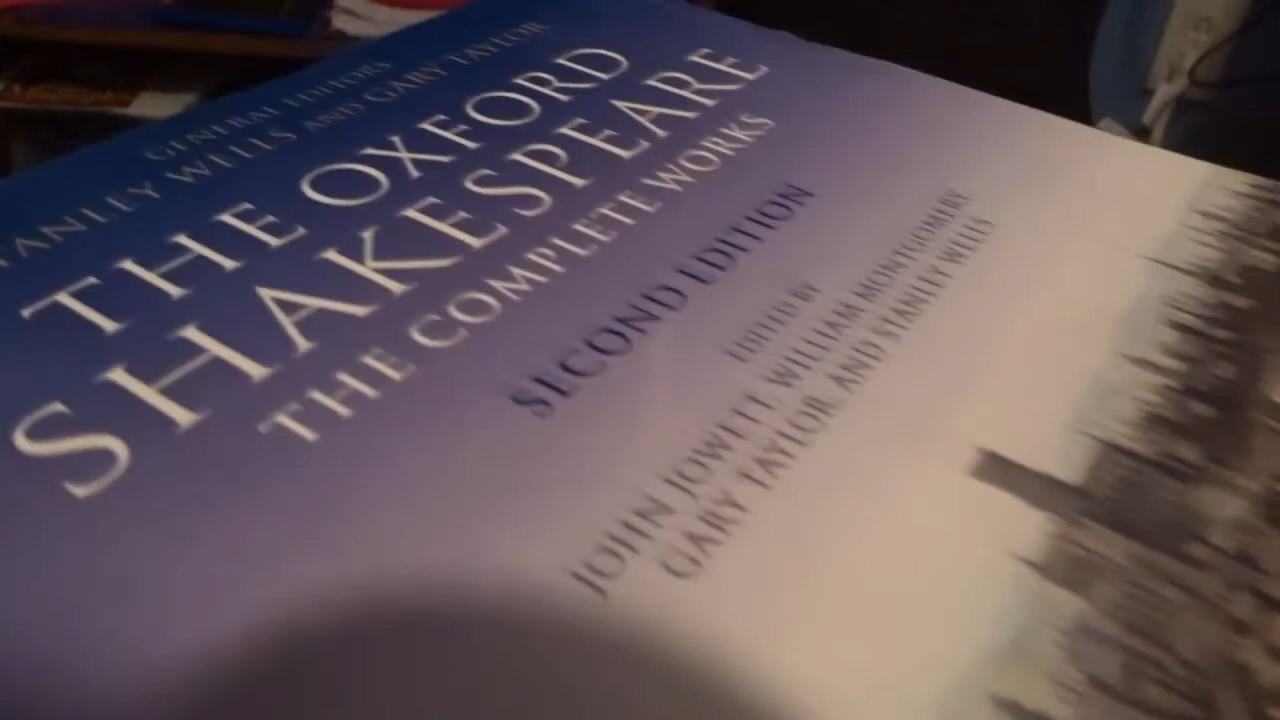 GENERAL EDITORS
STANLEY WELLS AND GARY TAYLOR
THE OXFORD
SHAKESPEARE
THE COMPLETE WORKS
SECOND EDITION
EDITED BY
JOHN JOWETT, WILLIAM MONTGOMERY,
GARY TAYLOR, AND STANLEY WELLS